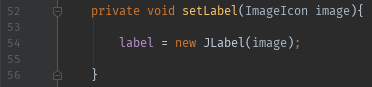 52 private void setLabel(ImageIcon image){
53
54 label = new JLabel(image);
55
56 }